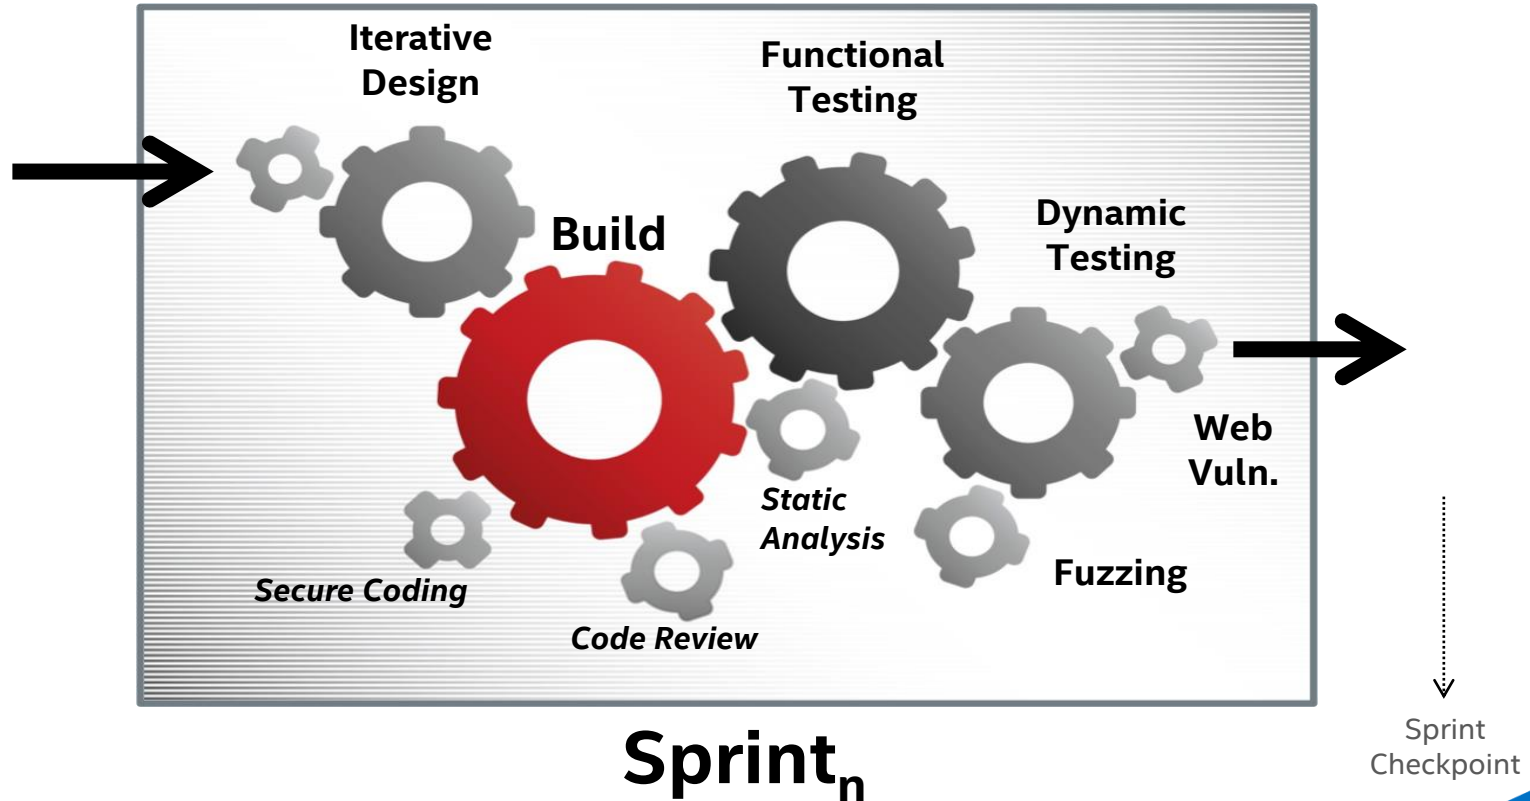 Iterative
Design
Functional
Testing
Build
Dynamic
Testing
Web
Vuln.
Static
Analysis
Fuzzing
Secure Coding
Code Review
Sprintn
Sprint
Checkpoint